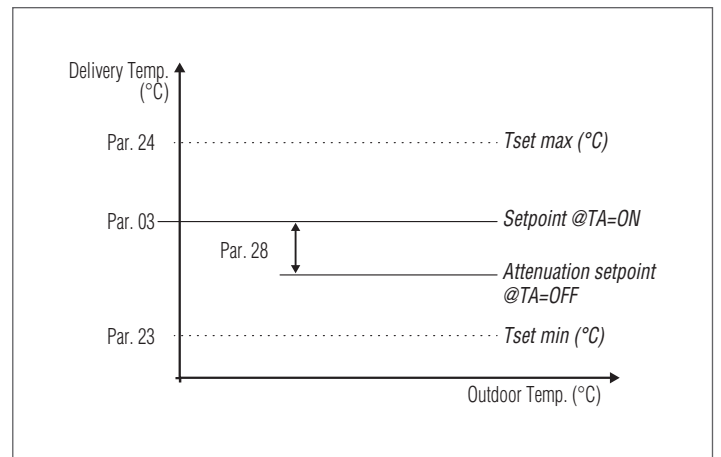 Delivery Temp.
(°C)
Par. 24
Tset max (°C)
Par. 03
Setpoint @TA=ON
Par. 28
Attenuation setpoint
@TA=OFF
Par. 23
Tset min (°C)
Outdoor Temp. (°C)